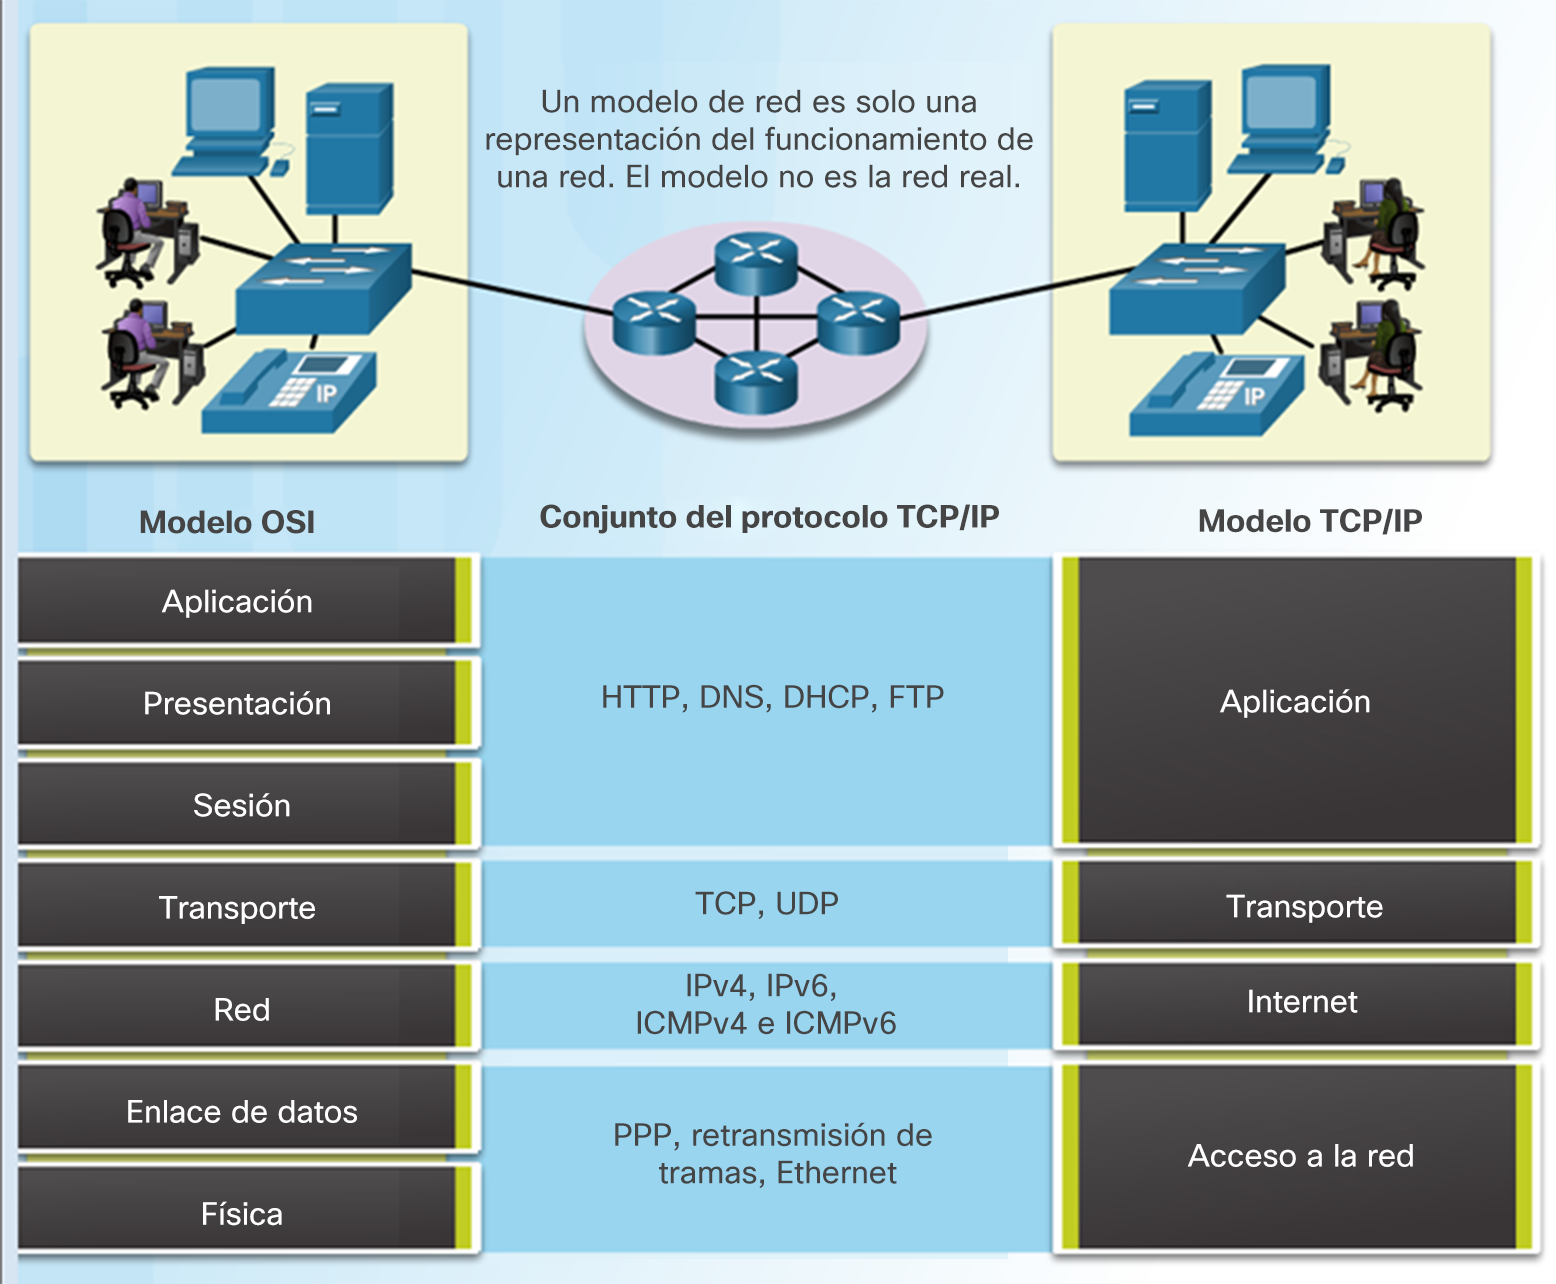 Un modelo de red es solo una
representación del funcionamiento de
una red. El modelo no es la red real.
IP
IP
Modelo OSI
Conjunto del protocolo TCP/IP
Modelo TCP/IP
Aplicación
Presentación
Sesión
HTTP, DNS, DHCP, FTP
Aplicación
Transporte
TCP, UDP
Transporte
Red
IPv4, IPv6,
ICMPv4 e ICMPv6
Internet
Enlace de datos
Física
PPP, retransmisión de
tramas, Ethernet
Acceso a la red